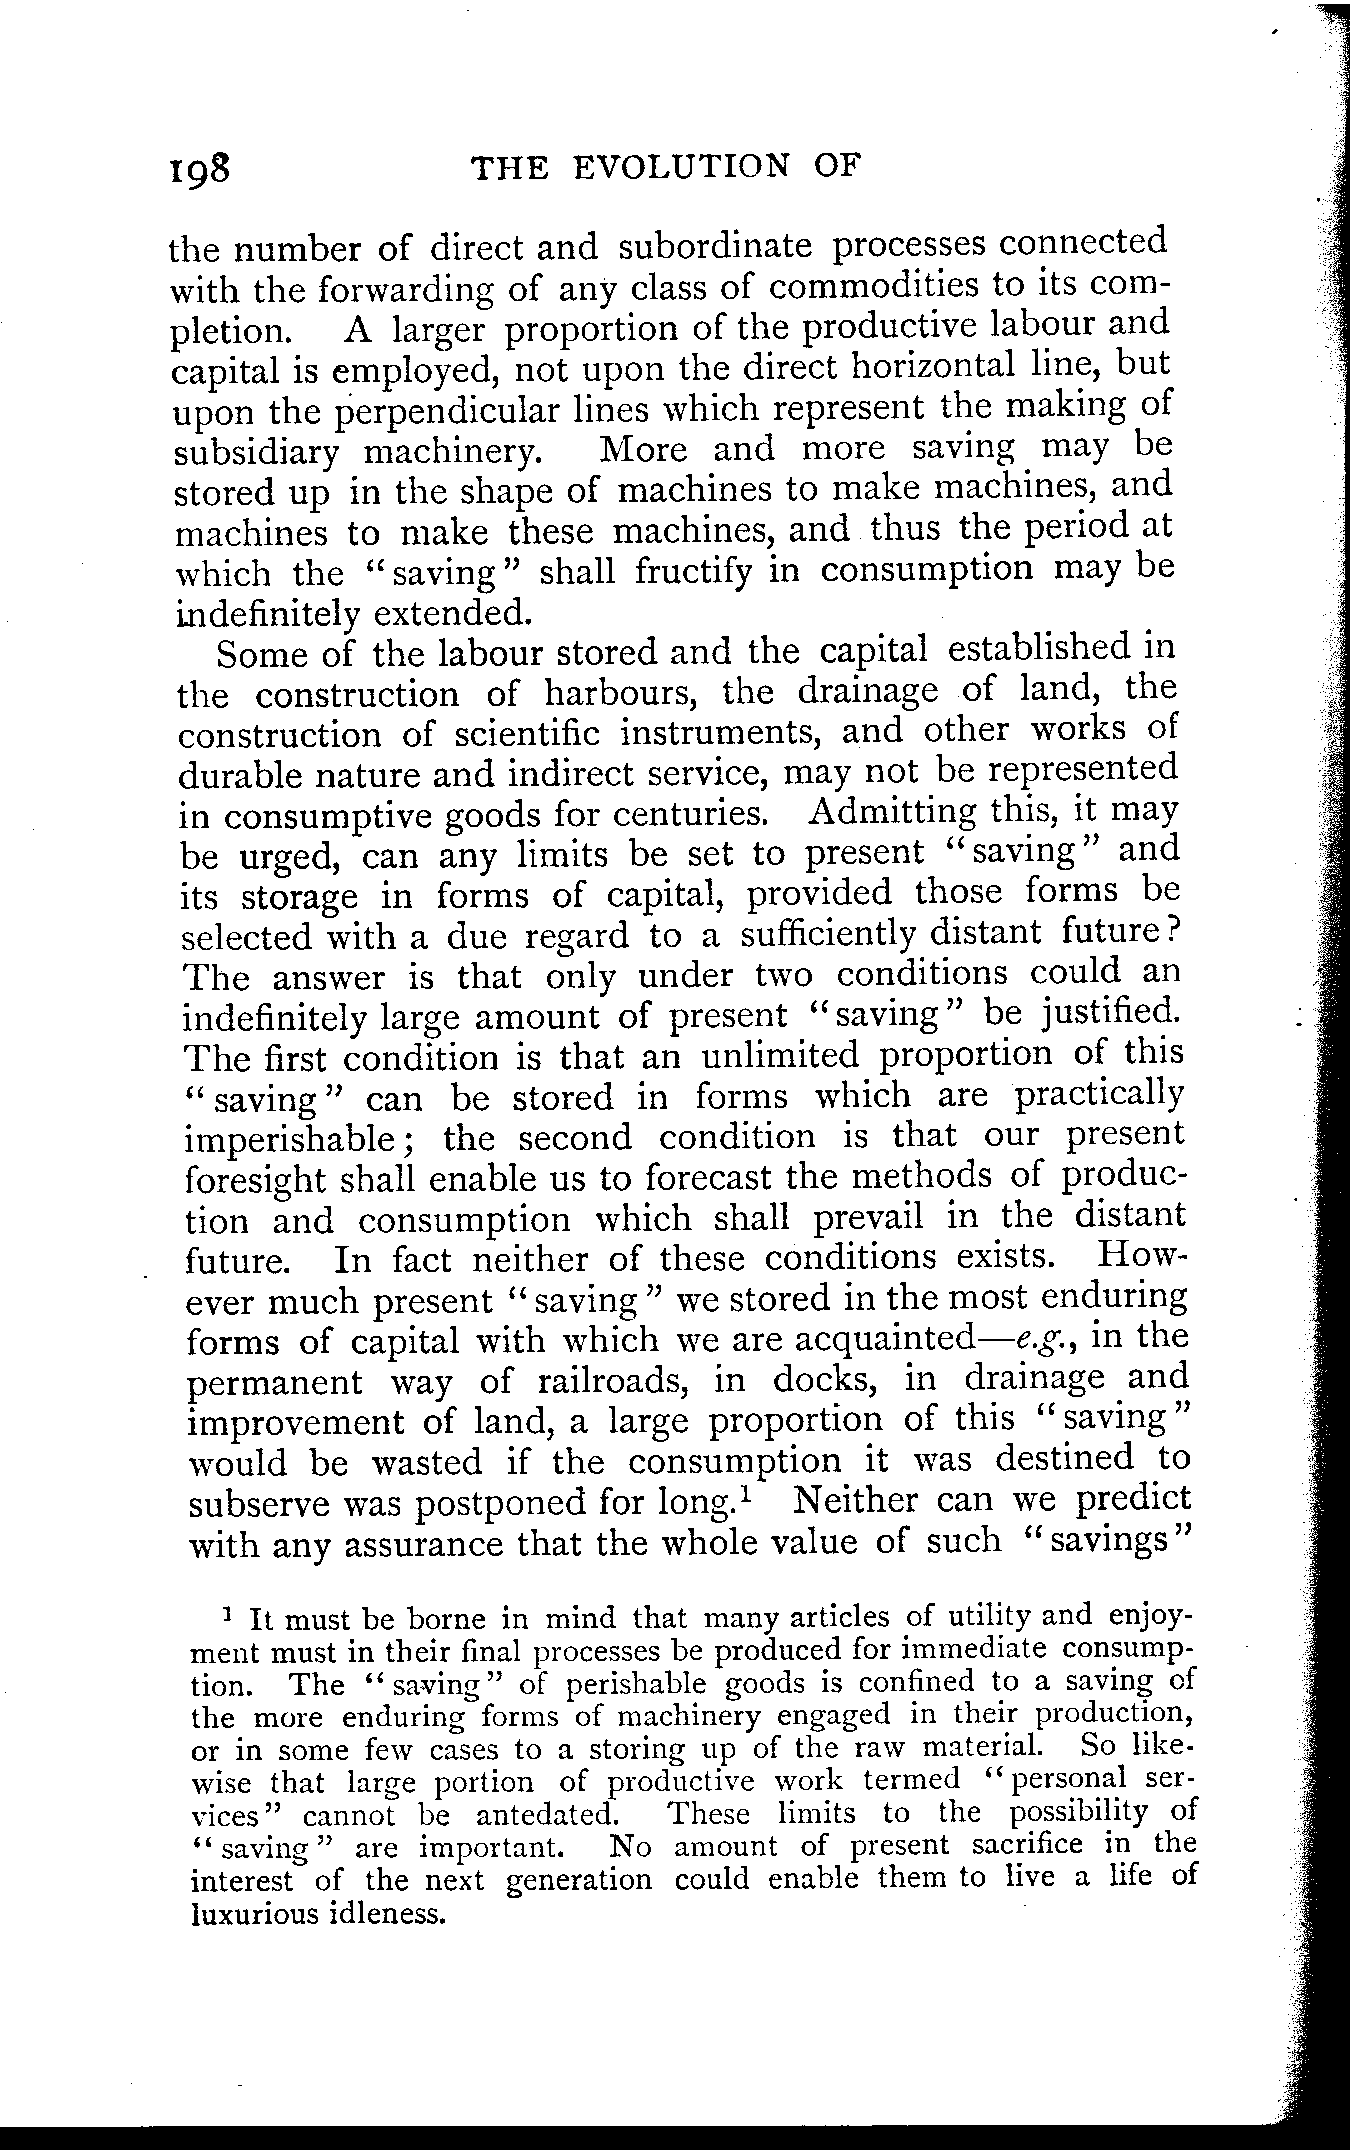 198 THE EVOLUTION OF
the number of direct and subordinate processes connected
with the forwarding of any class of commodities to its com-
pletion. A larger proportion of the productive labour and
capital is employed, not upon the direct horizontal line, but
upon the perpendicular lines which represent the making of
subsidiary machinery. More and more saving may be
stored up in the shape of machines to make machines, and
machines to make these machines, and thus the period at
which the "saving" shall fructify in consumption may be
indefinitely extended.
Some of the labour stored and the capital established in
the construction of harbours, the drainage of land, the
construction of scientific instruments, and other works of
durable nature and indirect service, may not be represented
in consumptive goods for centuries. Admitting this, it may
be urged, can any limits be set to present "saving" and
its storage in forms of capital, provided those forms be
selected with a due regard to a sufficiently distant future?
The answer is that only under two conditions could an
indefinitely large amount of present "saving" be justified.
The first condition is that an unlimited proportion of this
"saving" can be stored in forms which are practically
imperishable; the second condition is that our present
foresight shall enable us to forecast the methods of produc-
tion and consumption which shall prevail in the distant
future. In fact neither of these conditions exists. How-
ever much present "saving" we stored in the most enduring
forms of capital with which we are acquainted—e.g., in the
permanent way of railroads, in docks, in drainage and
improvement of land, a large proportion of this "saving"
would be wasted if the consumption it was destined to
subserve was postponed for long.¹ Neither can we predict
with any assurance that the whole value of such "savings"
¹ It must be borne in mind that many articles of utility and enjoy-
ment must in their final processes be produced for immediate consump-
tion. The "saving" of perishable goods is confined to a saving of
the more enduring forms of machinery engaged in their production,
or in some few cases to a storing up of the raw material. So like-
wise that large portion of productive work termed "personal ser-
vices" cannot be antedated. These limits to the possibility of
"saving" are important. No amount of present sacrifice in the
interest of the next generation could enable them to live a life of
luxurious idleness.